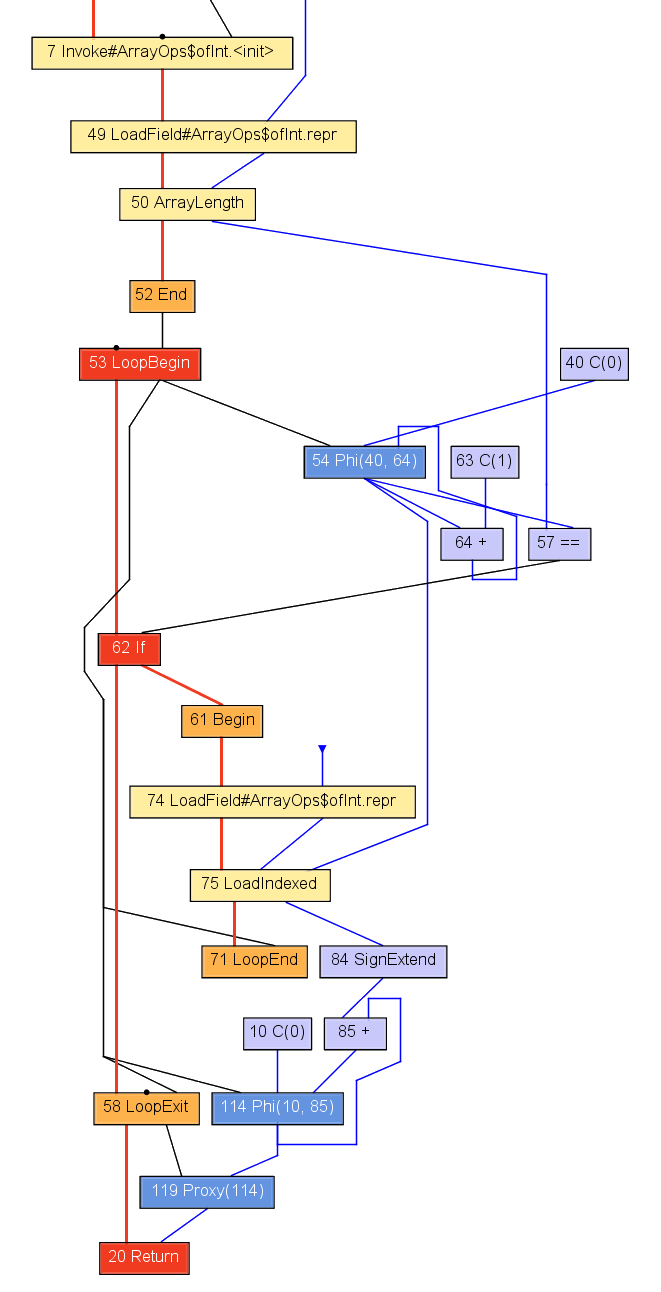 7 Invoke#ArrayOps$ofInt.<init>
49 LoadField#ArrayOps$ofInt.repr
50 ArrayLength
52 End
53 LoopBegin
40 C(0)
54 Phi(40, 64)
63 C(1)
64 +
57 ==
62 If
61 Begin
74 LoadField#ArrayOps$ofInt.repr
75 LoadIndexed
71 LoopEnd
84 SignExtend
10 C(0)
85 +
58 LoopExit
114 Phi(10, 85)
119 Proxy(114)
20 Return